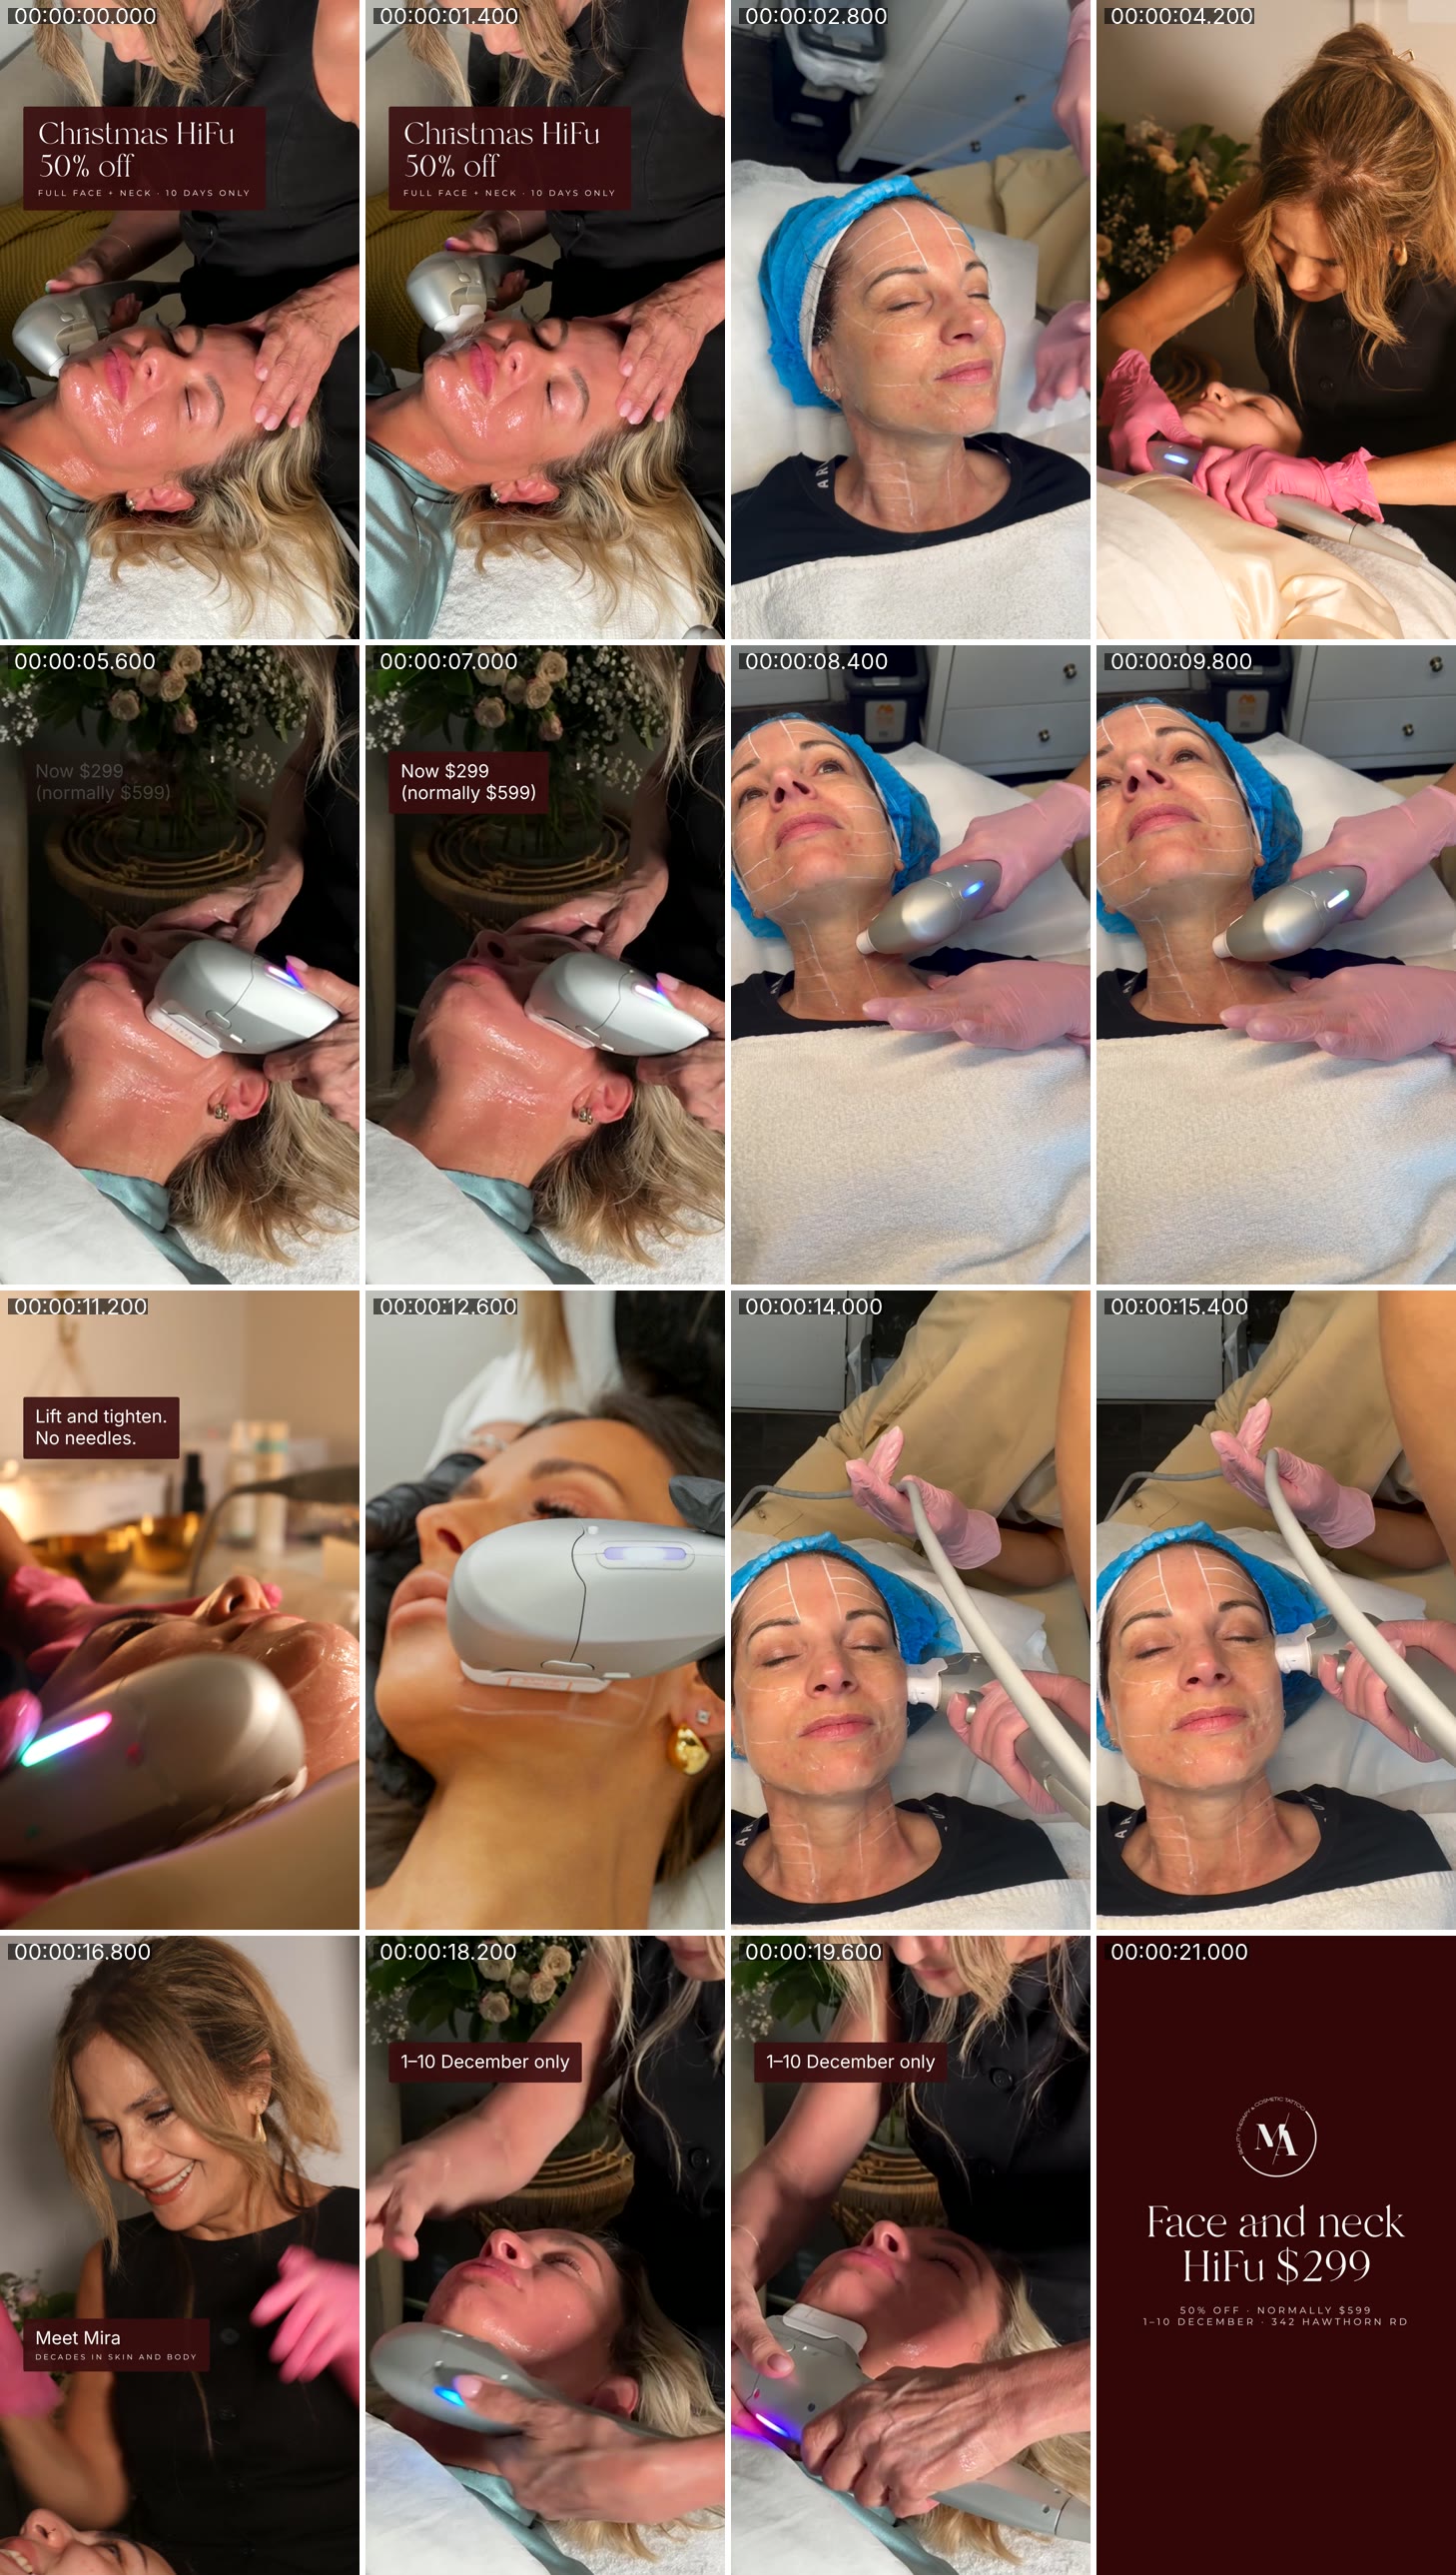 00:00:00.000
00:00:01.400
00:00:02.800
00:00:04.200
Christmas HiFu
50% off
FULL FACE + NECK · 10 DAYS ONLY
Christmas HiFu
50% off
FULL FACE + NECK · 10 DAYS ONLY
00:00:05.600
00:00:07.000
00:00:08.400
00:00:09.800
Now $299
(normally $599)
Now $299
(normally $599)
00:00:11.200
00:00:12.600
00:00:14.000
00:00:15.400
Lift and tighten.
No needles.
00:00:16.800
00:00:18.200
00:00:19.600
00:00:21.000
Meet Mira
DECADES IN SKIN AND BODY
1–10 December only
1–10 December only
BEAUTY THERAPY & COSMETIC TATTOO
MA
Face and neck
HiFu $299
50% OFF · NORMALLY $599
1–10 DECEMBER · 342 HAWTHORN RD